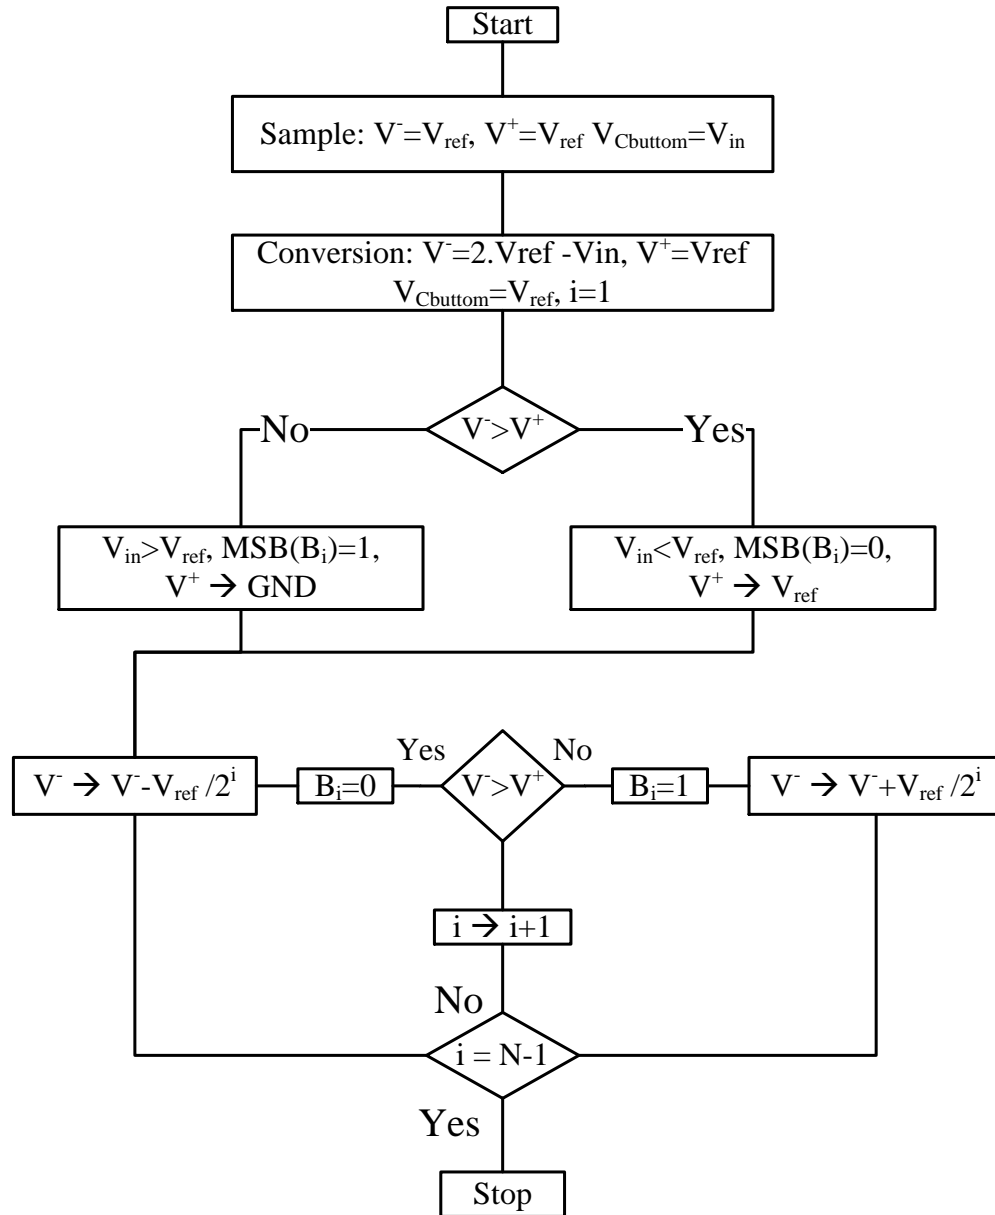 Start
Sample: V⁻=V_ref, V⁺=V_ref V_Cbuttom=V_in
Conversion: V⁻=2.Vref -Vin, V⁺=Vref
V_Cbuttom=V_ref, i=1
V⁻>V⁺
No
Yes
V_in>V_ref, MSB(B_i)=1,
V⁺ → GND
V_in<V_ref, MSB(B_i)=0,
V⁺ → V_ref
Yes
No
V⁻ → V⁻-V_ref /2ⁱ
B_i=0
V⁻>V⁺
B_i=1
V⁻ → V⁻+V_ref /2ⁱ
i → i+1
No
i = N-1
Yes
Stop